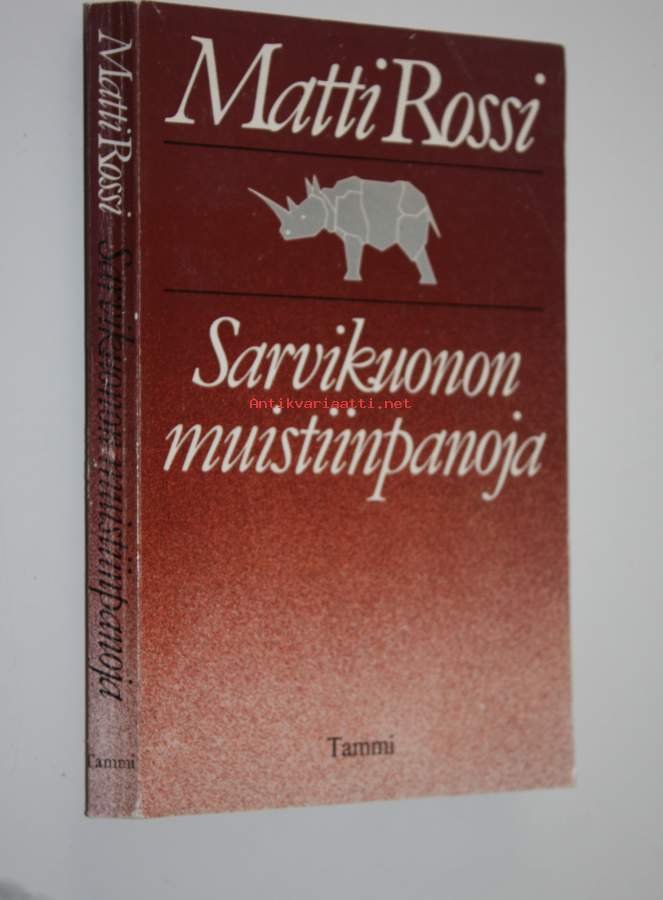 Matti Rossi
Sarvikuonon
muistiinpanoja
Tammi
Matti Rossi Sarvikuonon muistiinpanoja
Tammi
Antikvariaatti.net